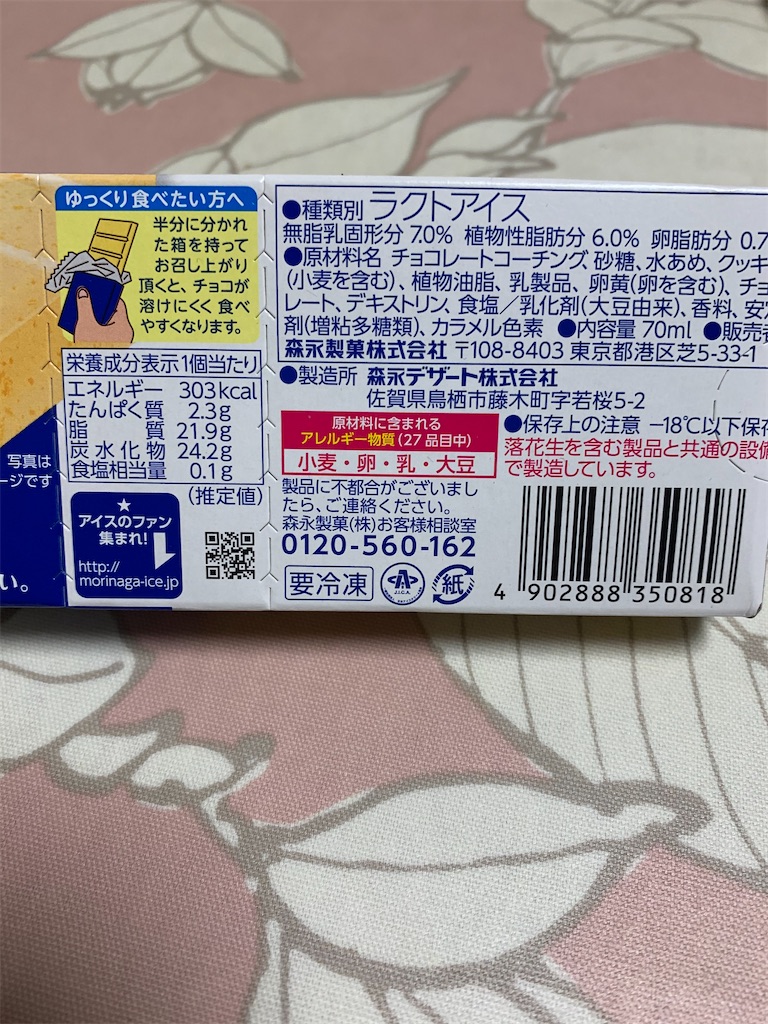 ゆっくり食べたい方へ
半分に分かれ
た箱を持って
お召し上がり
頂くと、チョコが
溶けにくく食べ
やすくなります。
栄養成分表示1個当たり
エネルギー 303kcal
たんぱく質 2.3g
脂質 21.9g
炭水化物 24.2g
食塩相当量 0.1g
(推定値)
写真は
ージです
い。
★
アイスのファン
集まれ!
http://
morinaga-ice.jp
●種類別 ラクトアイス
無脂乳固形分 7.0% 植物性脂肪分 6.0% 卵脂肪分 0.7
●原材料名 チョコレートコーチング、砂糖、水あめ、クッキ
(小麦を含む)、植物油脂、乳製品、卵黄(卵を含む)、チョ
レート、デキストリン、食塩/乳化剤(大豆由来)、香料、安定
剤(増粘多糖類)、カラメル色素 ●内容量 70ml ●販売者
森永製菓株式会社 〒108-8403 東京都港区芝5-33-1
●製造所 森永デザート株式会社
佐賀県鳥栖市藤木町字若桜5-2
原材料に含まれる
アレルギー物質(27品目中)
小麦・卵・乳・大豆
●保存上の注意 −18℃以下保存
落花生を含む製品と共通の設備
で製造しています。
製品に不都合がございまし
たら、ご連絡ください。
森永製菓(株)お客様相談室
0120-560-162
要冷凍
J.I.C.A.
紙
4 902888 350818